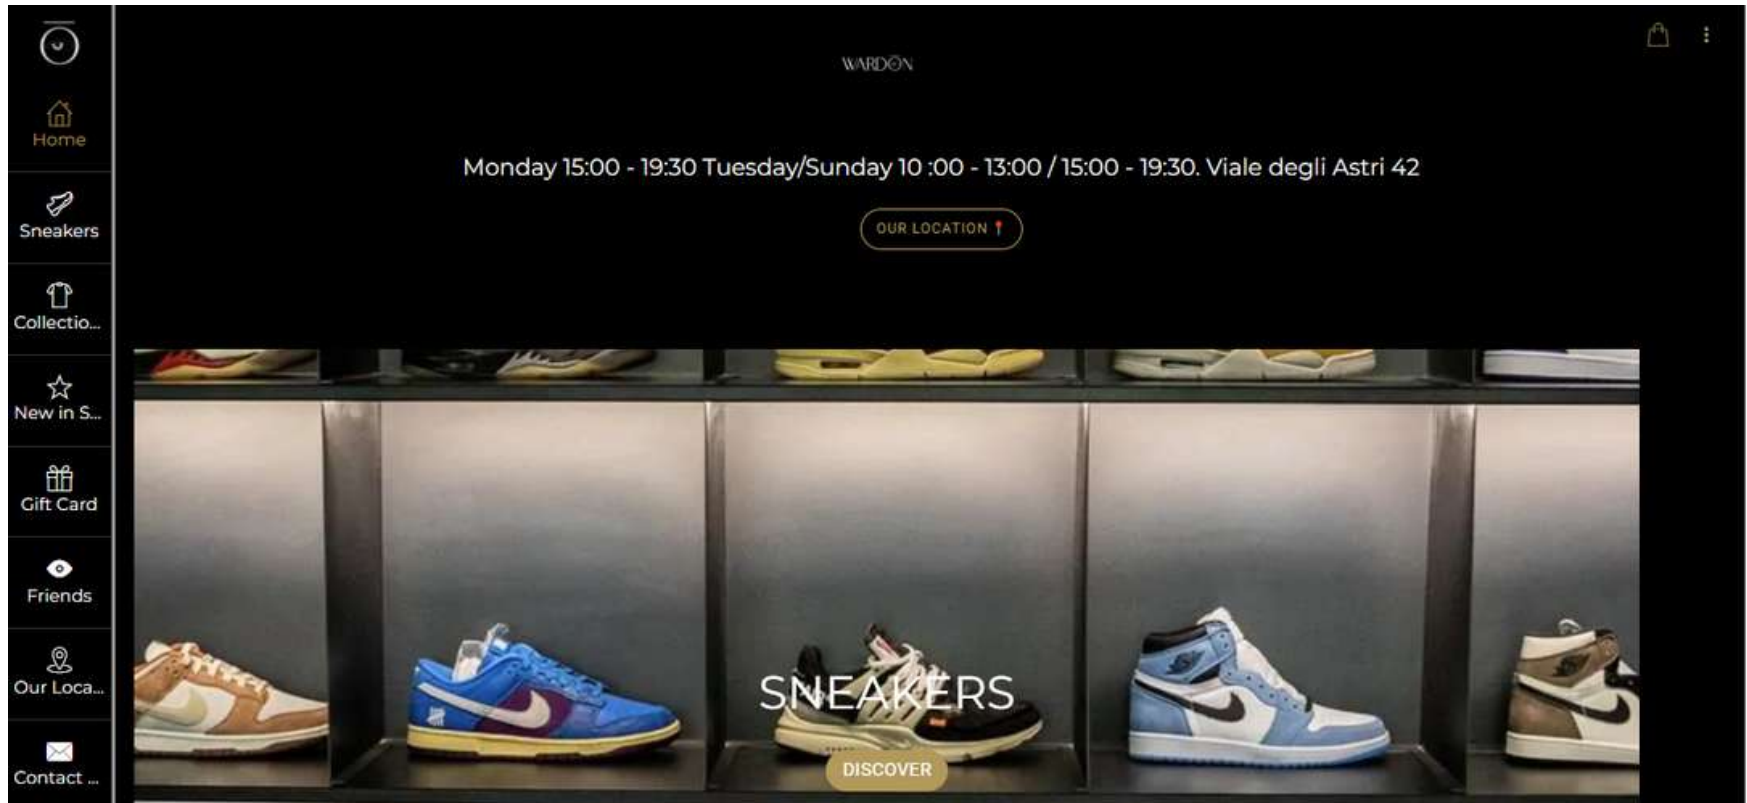 WARDŌN
Home
Sneakers
Collectio...
New in S...
Gift Card
Friends
Our Loca...
Contact ...
Monday 15:00 - 19:30 Tuesday/Sunday 10 :00 - 13:00 / 15:00 - 19:30. Viale degli Astri 42
OUR LOCATION
SNEAKERS
DISCOVER